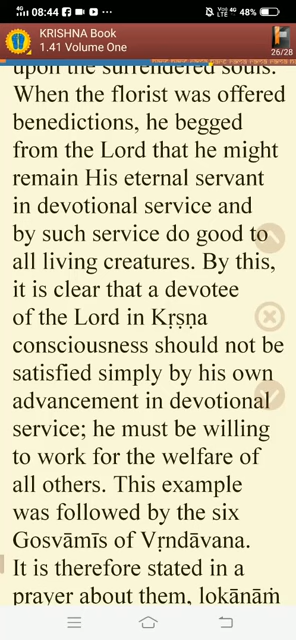 08:44
48%
KRISHNA Book
1.41 Volume One
26/28
upon the surrendered souls.
When the florist was offered
benedictions, he begged
from the Lord that he might
remain His eternal servant
in devotional service and
by such service do good to
all living creatures. By this,
it is clear that a devotee
of the Lord in Kṛṣṇa
consciousness should not be
satisfied simply by his own
advancement in devotional
service; he must be willing
to work for the welfare of
all others. This example
was followed by the six
Gosvāmīs of Vṛndāvana.
It is therefore stated in a
prayer about them, lokānāṁ